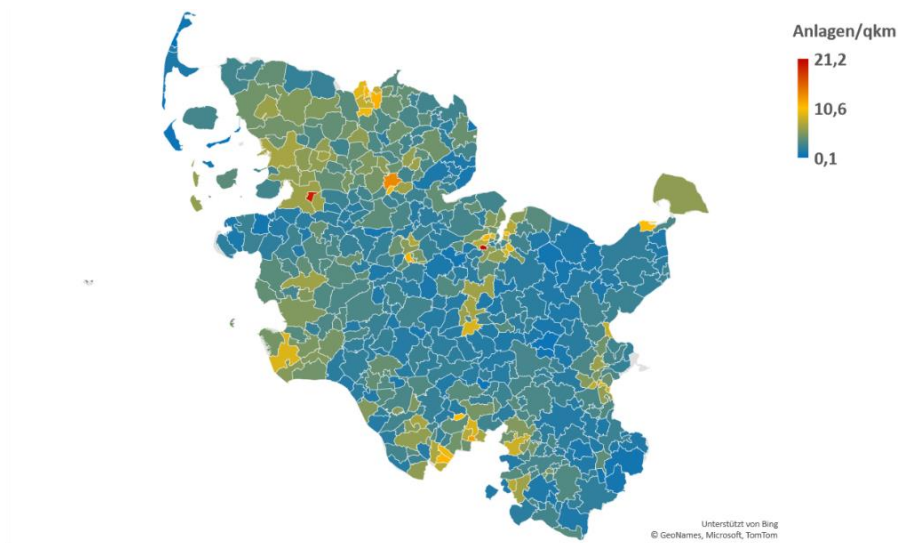 Anlagen/qkm
21,2
10,6
0,1
Unterstützt von Bing
© GeoNames, Microsoft, TomTom